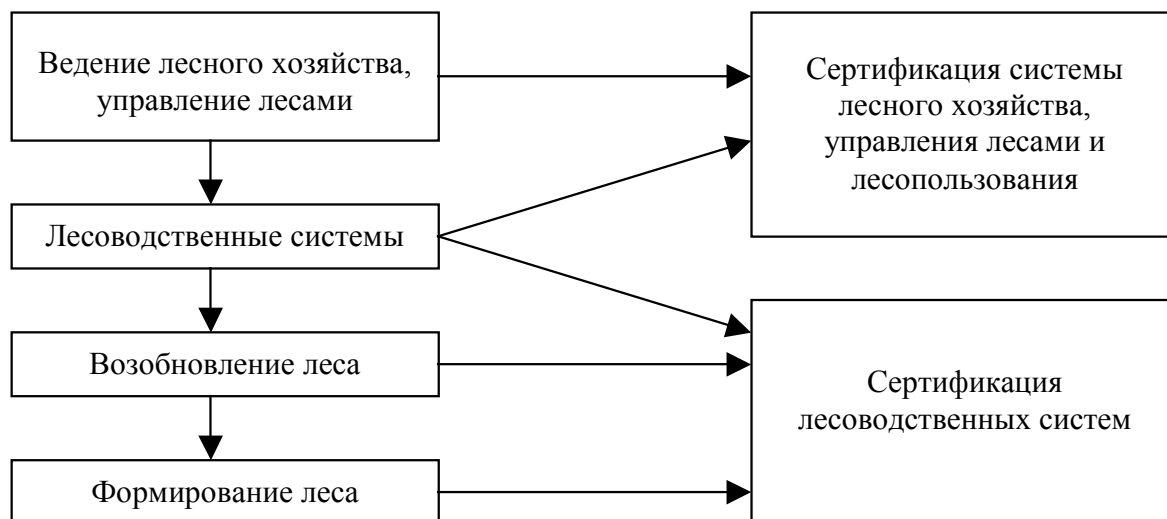 Ведение лесного хозяйства,
управление лесами
Лесоводственные системы
Возобновление леса
Формирование леса
Сертификация системы
лесного хозяйства,
управления лесами и
лесопользования
Сертификация
лесоводственных систем